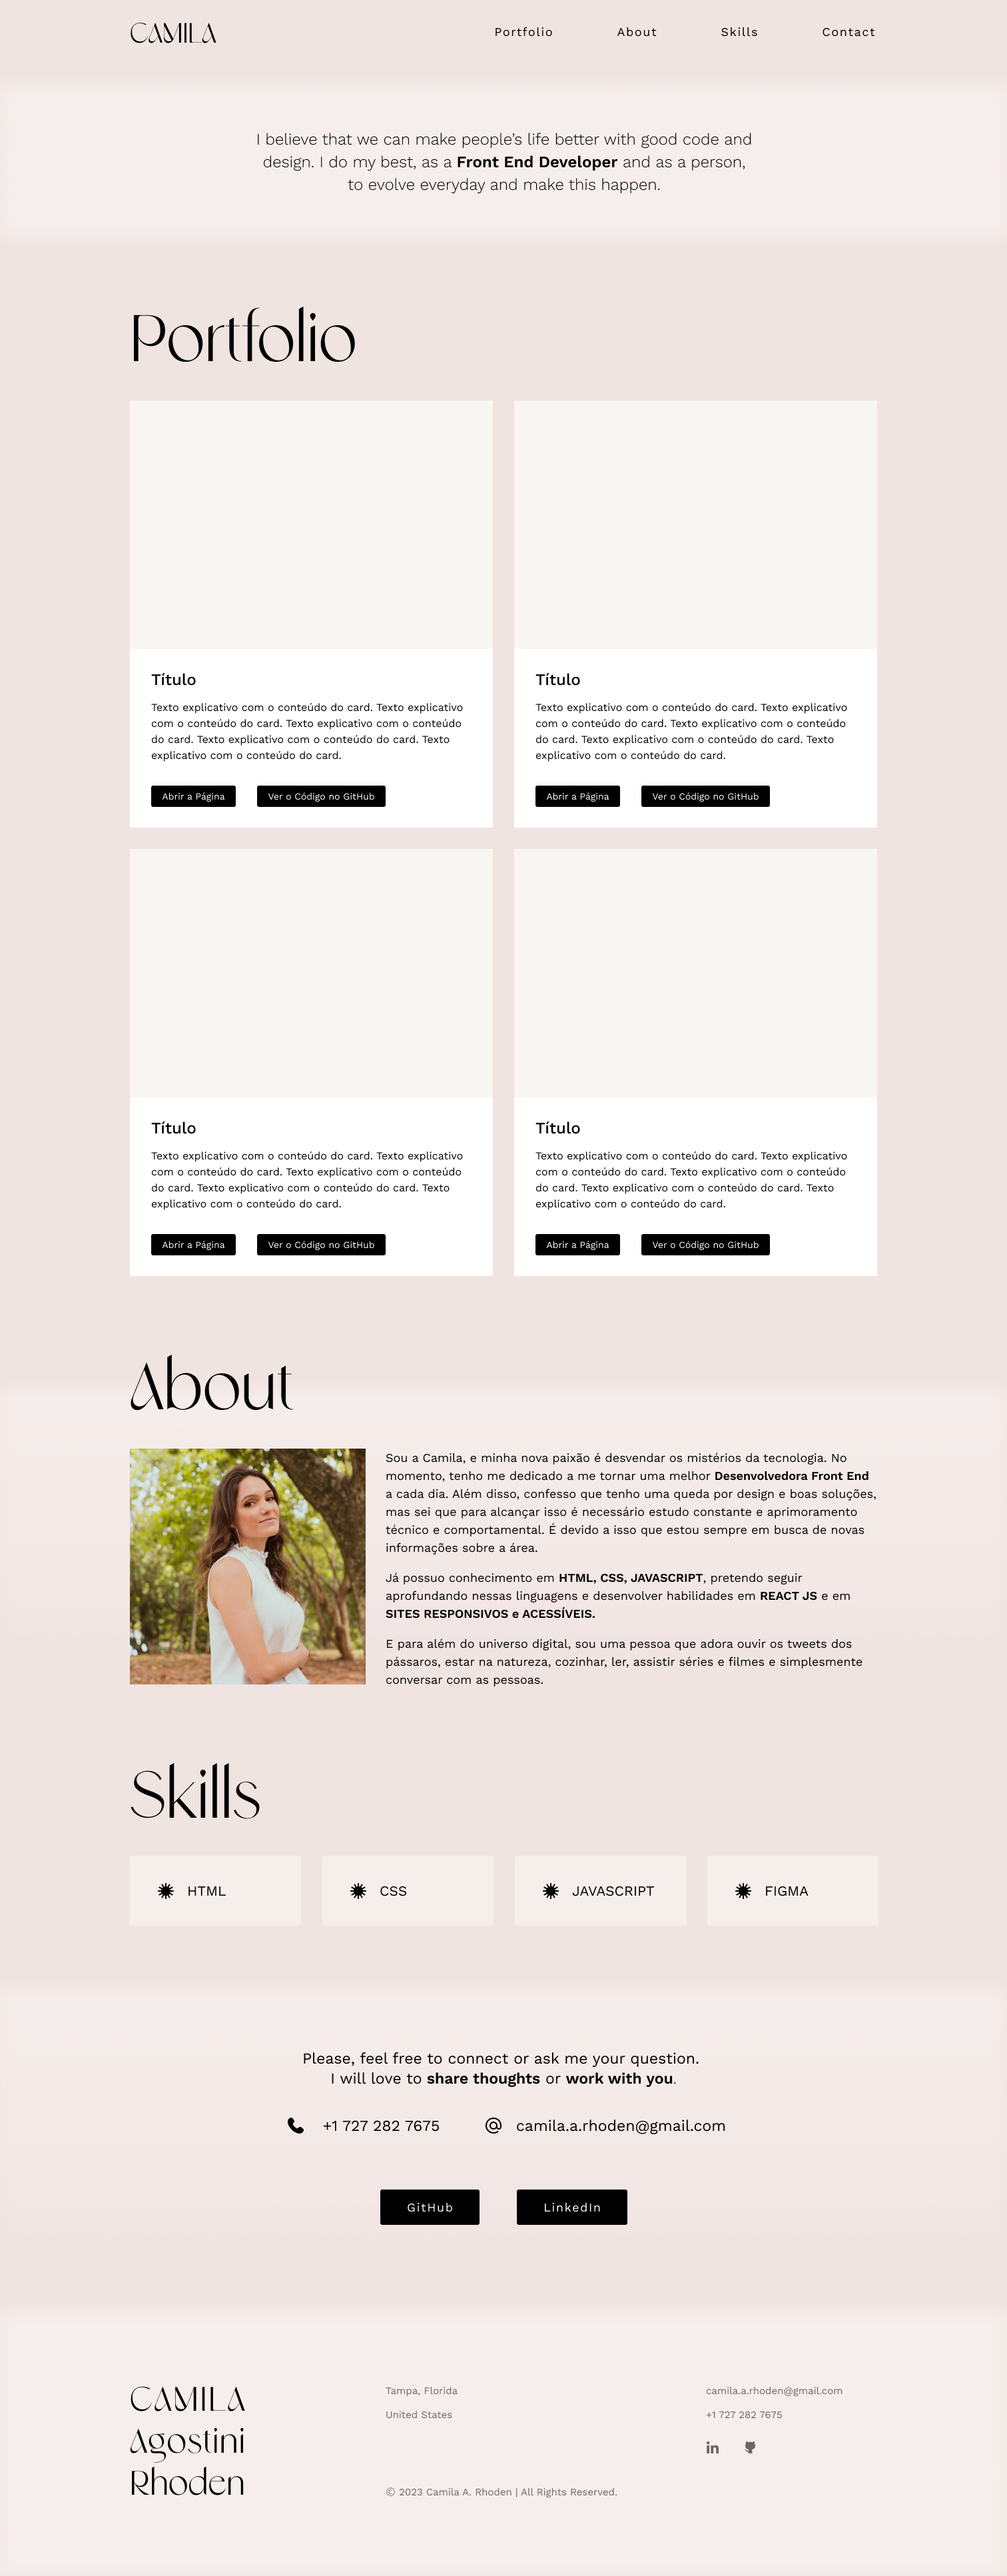 CAMILA
Portfolio About Skills Contact
I believe that we can make people’s life better with good code and
design. I do my best, as a Front End Developer and as a person,
to evolve everyday and make this happen.
Portfolio
Título
Texto explicativo com o conteúdo do card. Texto explicativo
com o conteúdo do card. Texto explicativo com o conteúdo
do card. Texto explicativo com o conteúdo do card. Texto
explicativo com o conteúdo do card.
Abrir a Página Ver o Código no GitHub
Título
Texto explicativo com o conteúdo do card. Texto explicativo
com o conteúdo do card. Texto explicativo com o conteúdo
do card. Texto explicativo com o conteúdo do card. Texto
explicativo com o conteúdo do card.
Abrir a Página Ver o Código no GitHub
Título
Texto explicativo com o conteúdo do card. Texto explicativo
com o conteúdo do card. Texto explicativo com o conteúdo
do card. Texto explicativo com o conteúdo do card. Texto
explicativo com o conteúdo do card.
Abrir a Página Ver o Código no GitHub
Título
Texto explicativo com o conteúdo do card. Texto explicativo
com o conteúdo do card. Texto explicativo com o conteúdo
do card. Texto explicativo com o conteúdo do card. Texto
explicativo com o conteúdo do card.
Abrir a Página Ver o Código no GitHub
About
Sou a Camila, e minha nova paixão é desvendar os mistérios da tecnologia. No
momento, tenho me dedicado a me tornar uma melhor Desenvolvedora Front End
a cada dia. Além disso, confesso que tenho uma queda por design e boas soluções,
mas sei que para alcançar isso é necessário estudo constante e aprimoramento
técnico e comportamental. É devido a isso que estou sempre em busca de novas
informações sobre a área.
Já possuo conhecimento em HTML, CSS, JAVASCRIPT, pretendo seguir
aprofundando nessas linguagens e desenvolver habilidades em REACT JS e em
SITES RESPONSIVOS e ACESSÍVEIS.
E para além do universo digital, sou uma pessoa que adora ouvir os tweets dos
pássaros, estar na natureza, cozinhar, ler, assistir séries e filmes e simplesmente
conversar com as pessoas.
Skills
HTML
CSS
JAVASCRIPT
FIGMA
Please, feel free to connect or ask me your question.
I will love to share thoughts or work with you.
+1 727 282 7675
camila.a.rhoden@gmail.com
GitHub
LinkedIn
CAMILA
Agostini
Rhoden
Tampa, Florida
United States
© 2023 Camila A. Rhoden | All Rights Reserved.
camila.a.rhoden@gmail.com
+1 727 282 7675
in